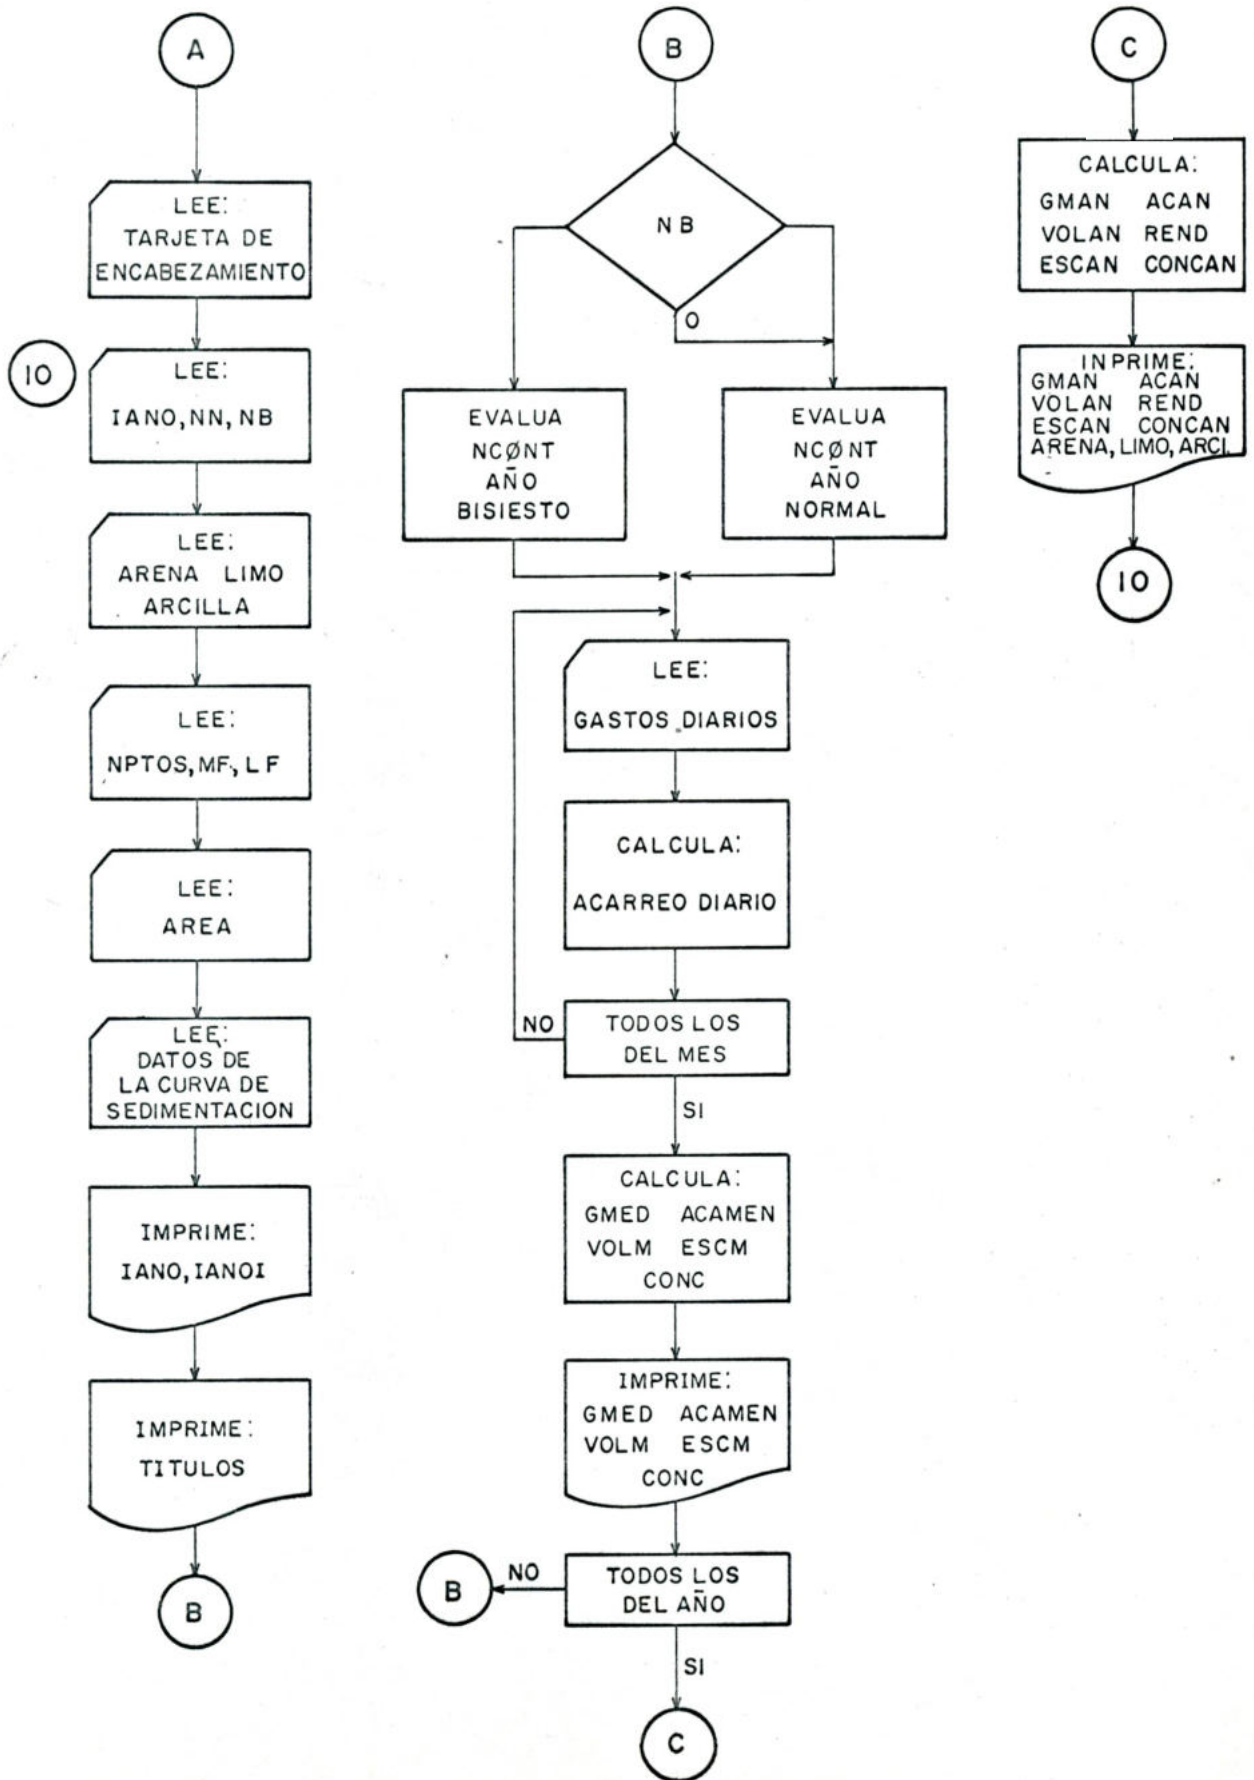 A
LEE:
TARJETA DE
ENCABEZAMIENTO
10
LEE:
IANO, NN, NB
LEE:
ARENA LIMO
ARCILLA
LEE:
NPTOS, MF, LF
LEE:
AREA
LEE:
DATOS DE
LA CURVA DE
SEDIMENTACION
IMPRIME:
IANO, IANOI
IMPRIME:
TITULOS
B
B
NB
O
EVALUA
NCØNT
AÑO
BISIESTO
EVALUA
NCØNT
AÑO
NORMAL
LEE:
GASTOS DIARIOS
CALCULA:
ACARREO DIARIO
NO
TODOS LOS
DEL MES
SI
CALCULA:
GMED ACAMEN
VOLM ESCM
CONC
IMPRIME:
GMED ACAMEN
VOLM ESCM
CONC
B
NO
TODOS LOS
DEL AÑO
SI
C
C
CALCULA:
GMAN ACAN
VOLAN REND
ESCAN CONCAN
INPRIME:
GMAN ACAN
VOLAN REND
ESCAN CONCAN
ARENA, LIMO, ARCI.
10